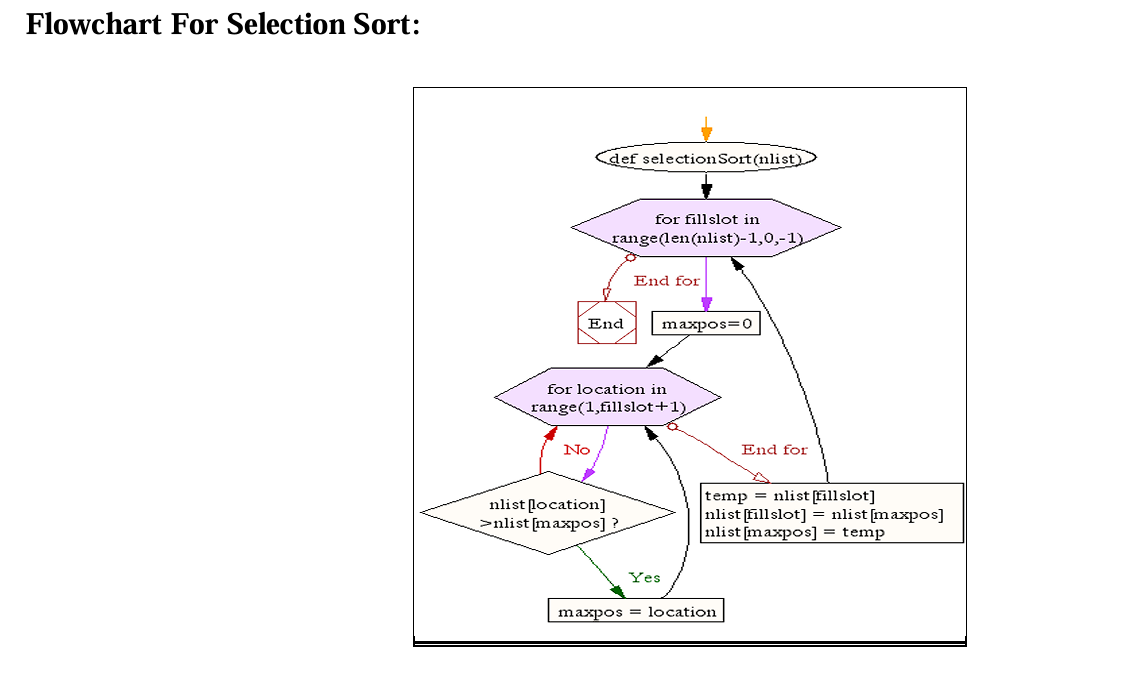 Flowchart For Selection Sort:
def selectionSort(nlist)
for fillslot in
range(len(nlist)-1,0,-1)
End for
End
maxpos=0
for location in
range(1,fillslot+1)
No
End for
nlist[location]
>nlist[maxpos] ?
temp = nlist[fillslot]
nlist[fillslot] = nlist[maxpos]
nlist[maxpos] = temp
Yes
maxpos = location